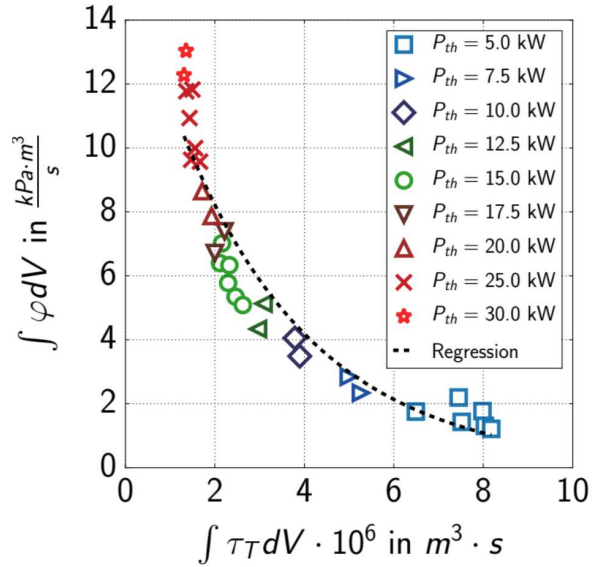 14
12
10
8
6
4
2
0
∫ φdV in kPa·m³/s
P_th = 5.0 kW
P_th = 7.5 kW
P_th = 10.0 kW
P_th = 12.5 kW
P_th = 15.0 kW
P_th = 17.5 kW
P_th = 20.0 kW
P_th = 25.0 kW
P_th = 30.0 kW
Regression
0 2 4 6 8 10
∫ τ_T dV · 10⁶ in m³ · s